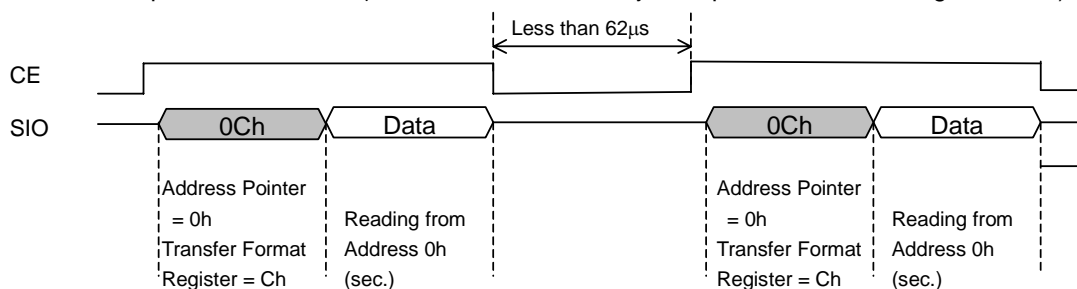 Less than 62μs
CE
SIO
0Ch
Data
0Ch
Data
Address Pointer
= 0h
Transfer Format
Register = Ch
Reading from
Address 0h
(sec.)
Address Pointer
= 0h
Transfer Format
Register = Ch
Reading from
Address 0h
(sec.)